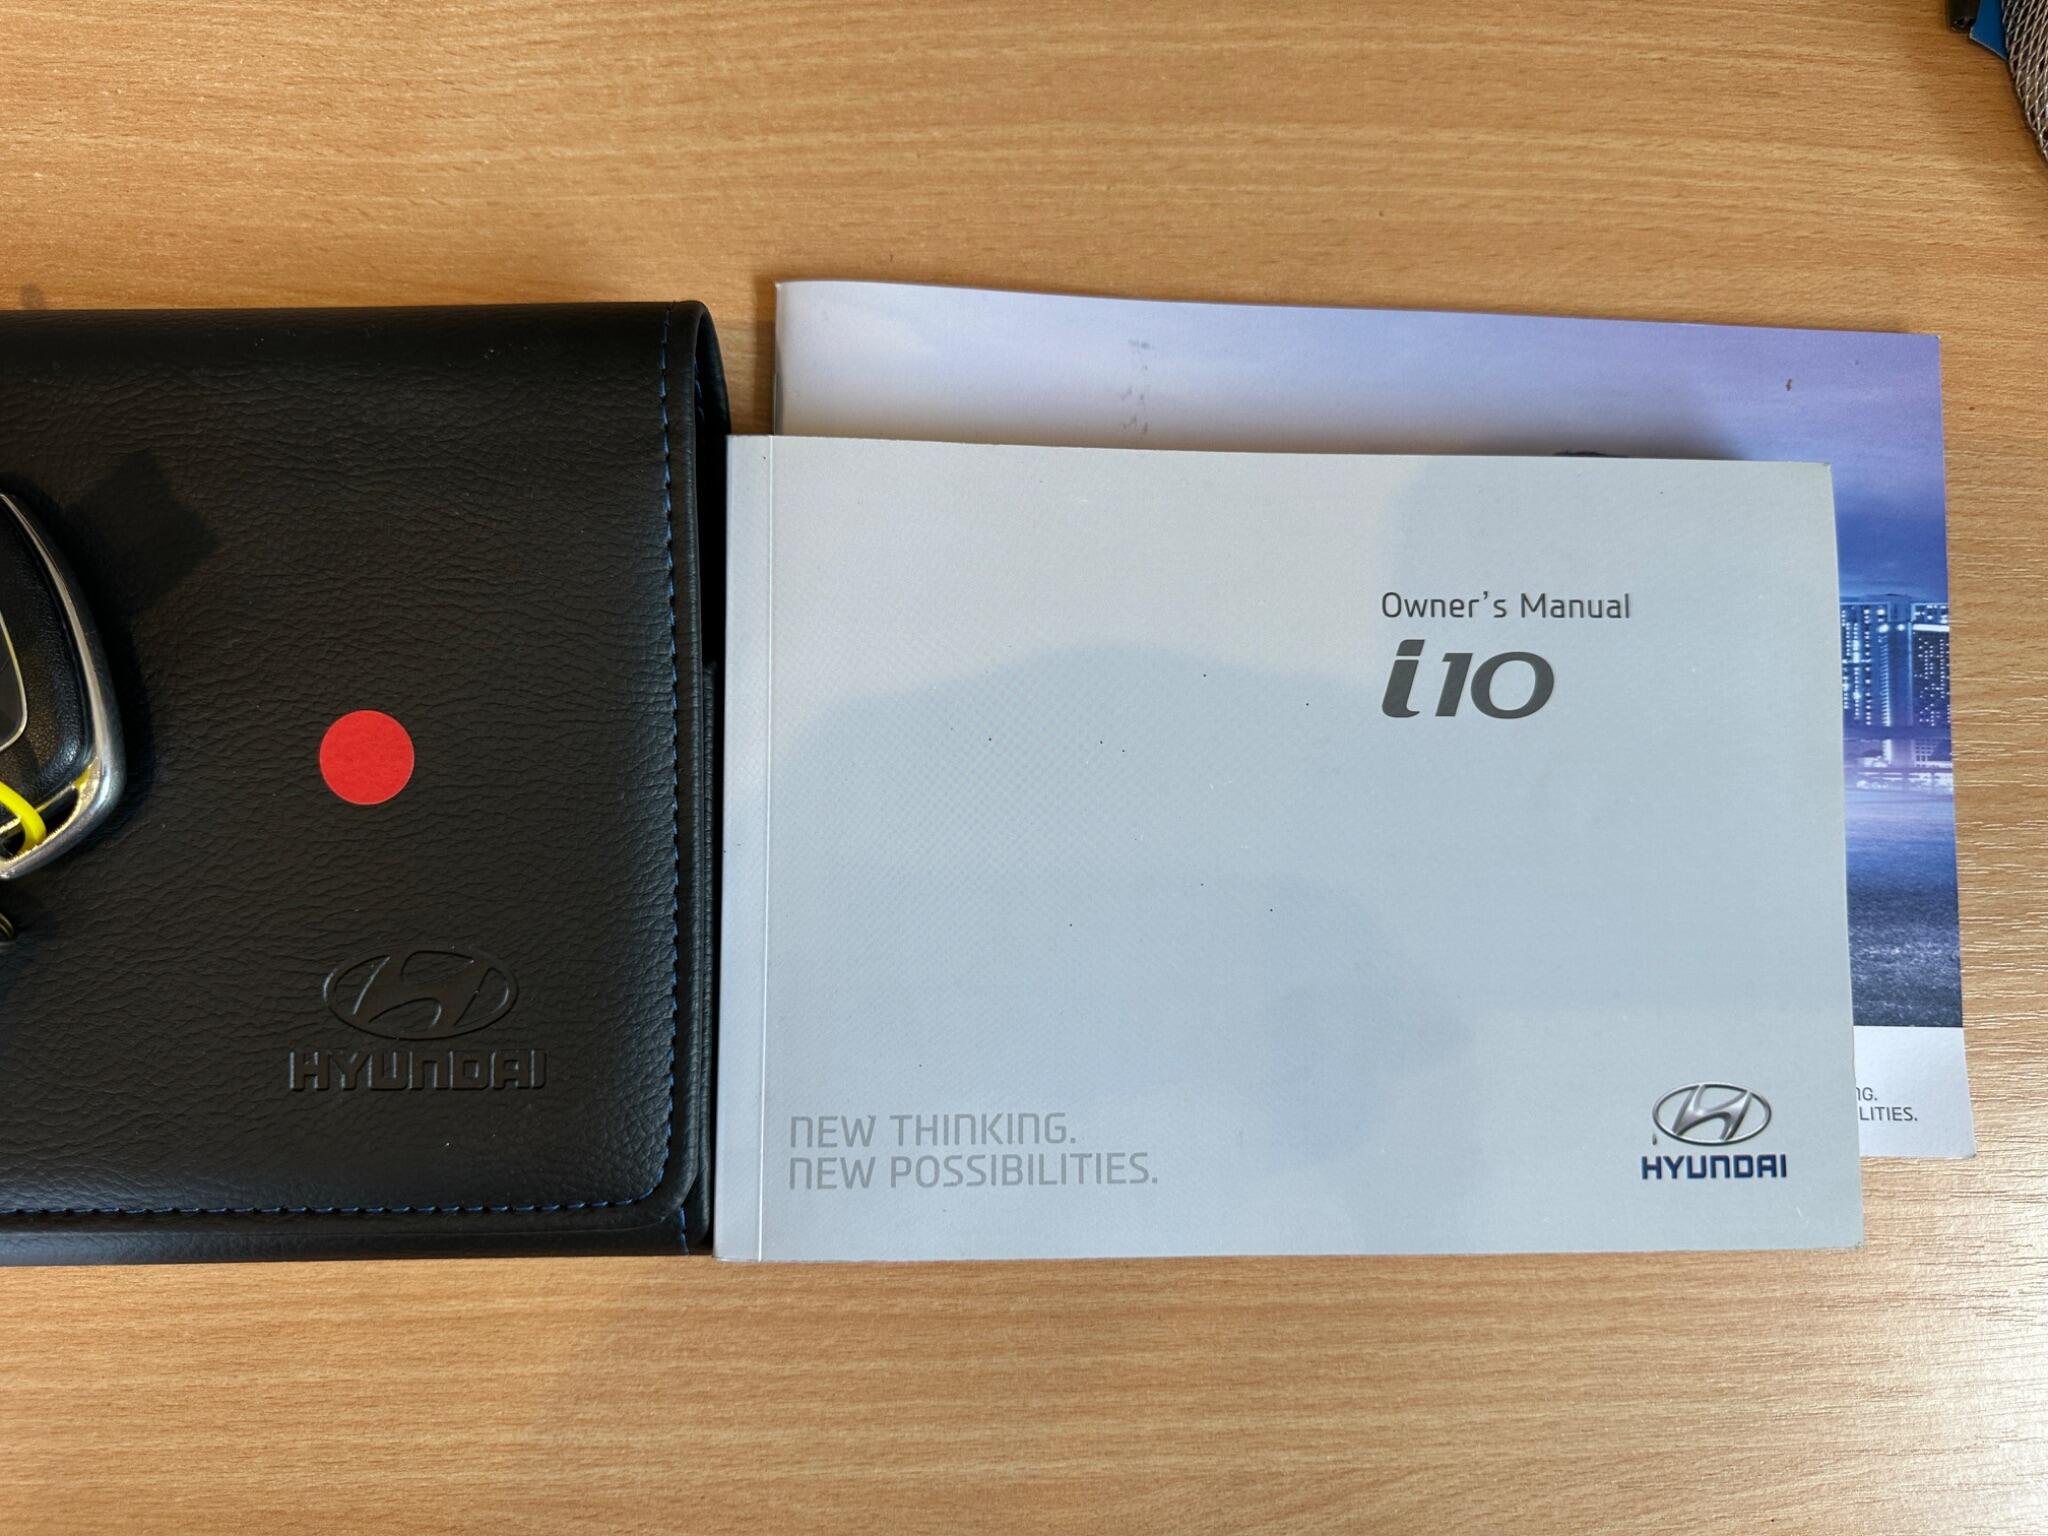 HYUNDAI
Owner's Manual
i10
NEW THINKING.
NEW POSSIBILITIES.
HYUNDAI